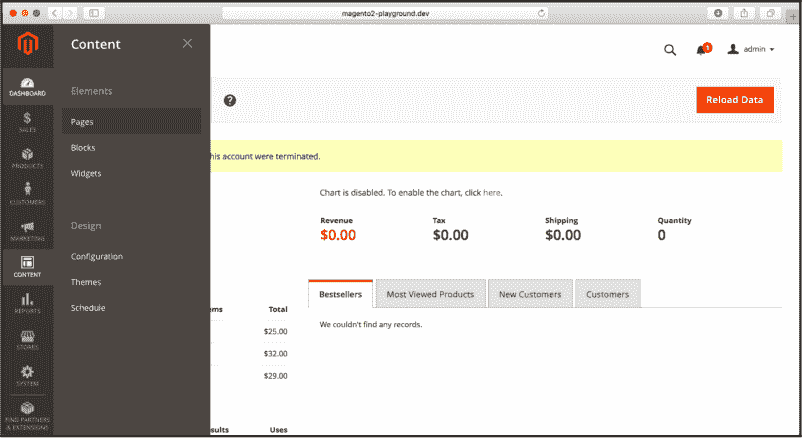 magento2-playground.dev
Content
1
admin
DASHBOARD
Elements
Reload Data
SALES
Pages
Blocks
his account were terminated.
PRODUCTS
Widgets
CUSTOMERS
Chart is disabled. To enable the chart, click here.
MARKETING
Design
Revenue
Tax
Shipping
Quantity
$0.00
$0.00
$0.00
0
Configuration
CONTENT
Themes
Bestsellers
Most Viewed Products
New Customers
Customers
REPORTS
Schedule
ems
Total
We couldn't find any records.
$25.00
STORES
$32.00
SYSTEM
$29.00
FIND PARTNERS
& EXTENSIONS
sults
Uses